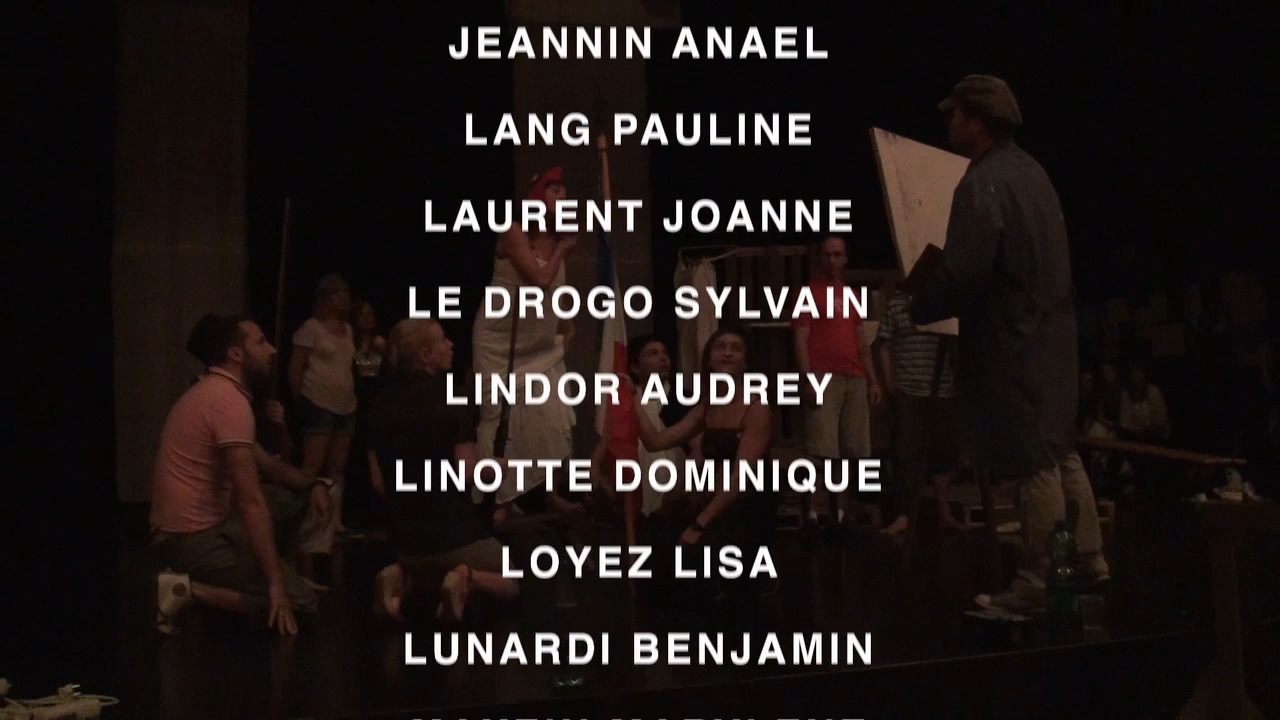 JEANNIN ANAEL
LANG PAULINE
LAURENT JOANNE
LE DROGO SYLVAIN
LINDOR AUDREY
LINOTTE DOMINIQUE
LOYEZ LISA
LUNARDI BENJAMIN